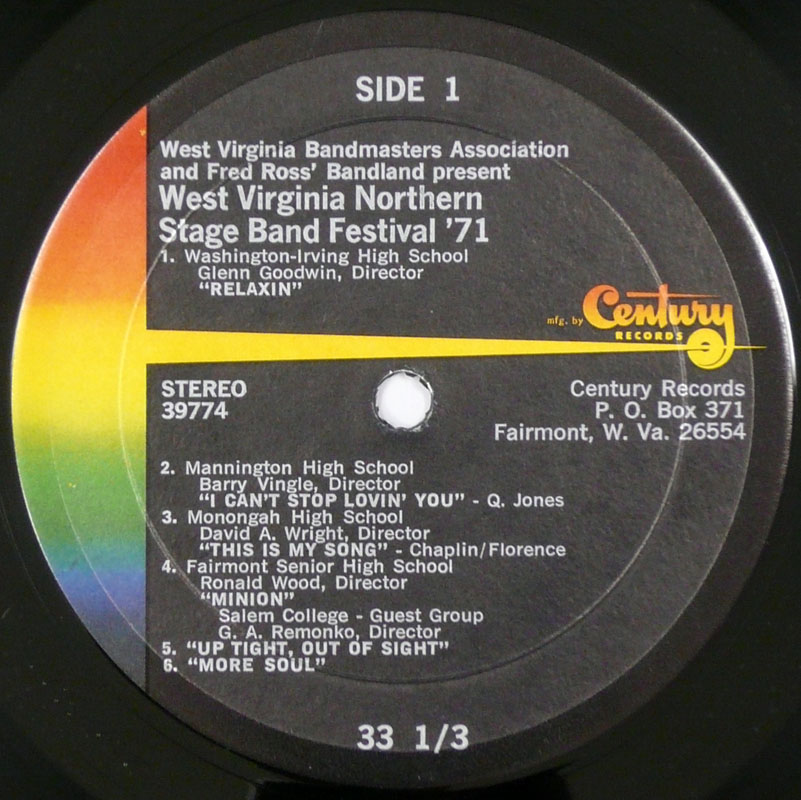 SIDE 1
West Virginia Bandmasters Association
and Fred Ross' Bandland present
West Virginia Northern
Stage Band Festival '71
1. Washington-Irving High School
Glenn Goodwin, Director
"RELAXIN"
mfg. by Century
RECORDS
STEREO
39774
Century Records
P. O. Box 371
Fairmont, W. Va. 26554
2. Mannington High School
Barry Vingle, Director
"I CAN'T STOP LOVIN' YOU" - Q. Jones
3. Monongah High School
David A. Wright, Director
"THIS IS MY SONG" - Chaplin/Florence
4. Fairmont Senior High School
Ronald Wood, Director
"MINION"
Salem College - Guest Group
G. A. Remonko, Director
5. "UP TIGHT, OUT OF SIGHT"
6. "MORE SOUL"
33 1/3